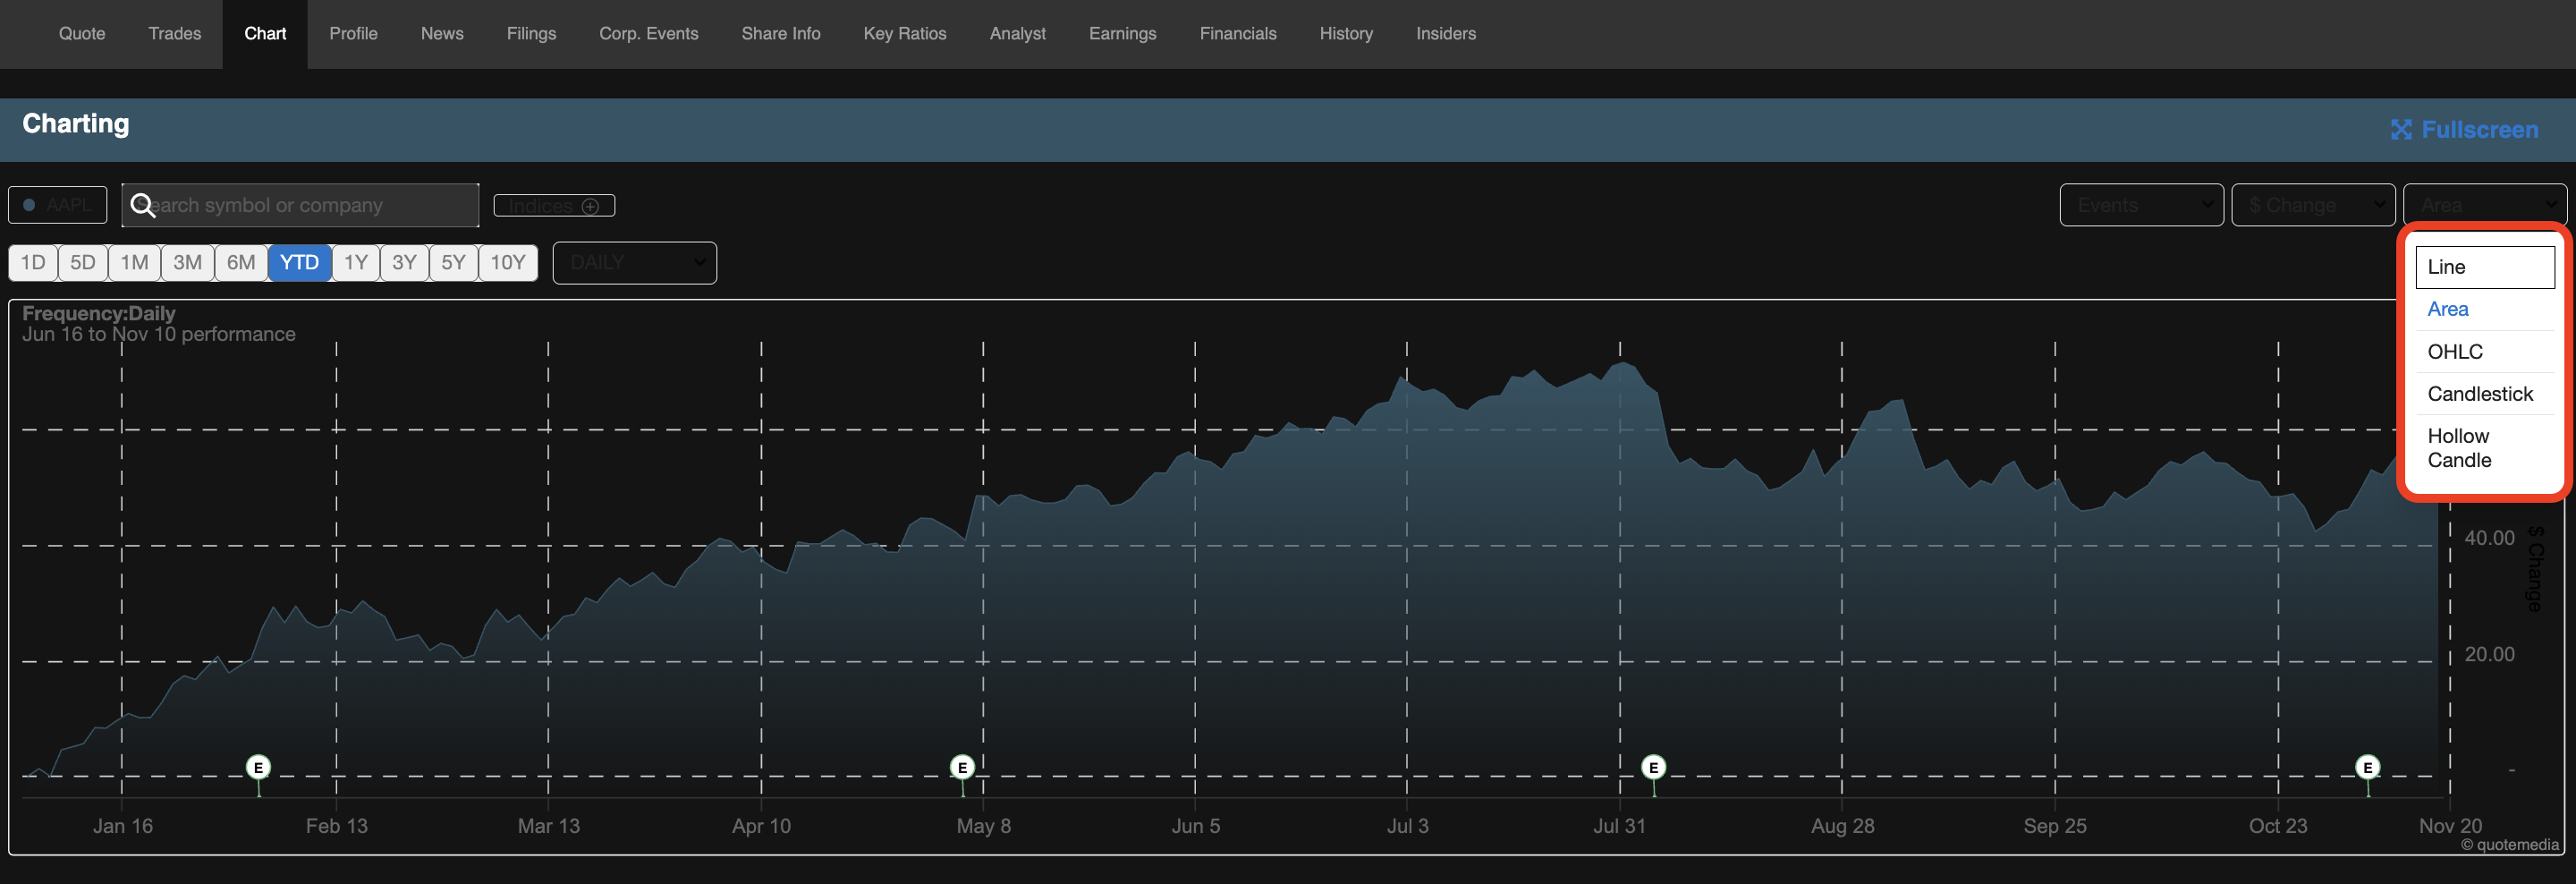 Quote Trades Chart Profile News Filings Corp. Events Share Info Key Ratios Analyst Earnings Financials History Insiders
Charting
Fullscreen
AAPL
Search symbol or company
Indices
Events
$ Change
Area
1D 5D 1M 3M 6M YTD 1Y 3Y 5Y 10Y
DAILY
Line
Area
OHLC
Candlestick
Hollow
Candle
Frequency:Daily
Jun 16 to Nov 10 performance
40.00
20.00
-
$ Change
E E E E
Jan 16 Feb 13 Mar 13 Apr 10 May 8 Jun 5 Jul 3 Jul 31 Aug 28 Sep 25 Oct 23 Nov 20
© quotemedia